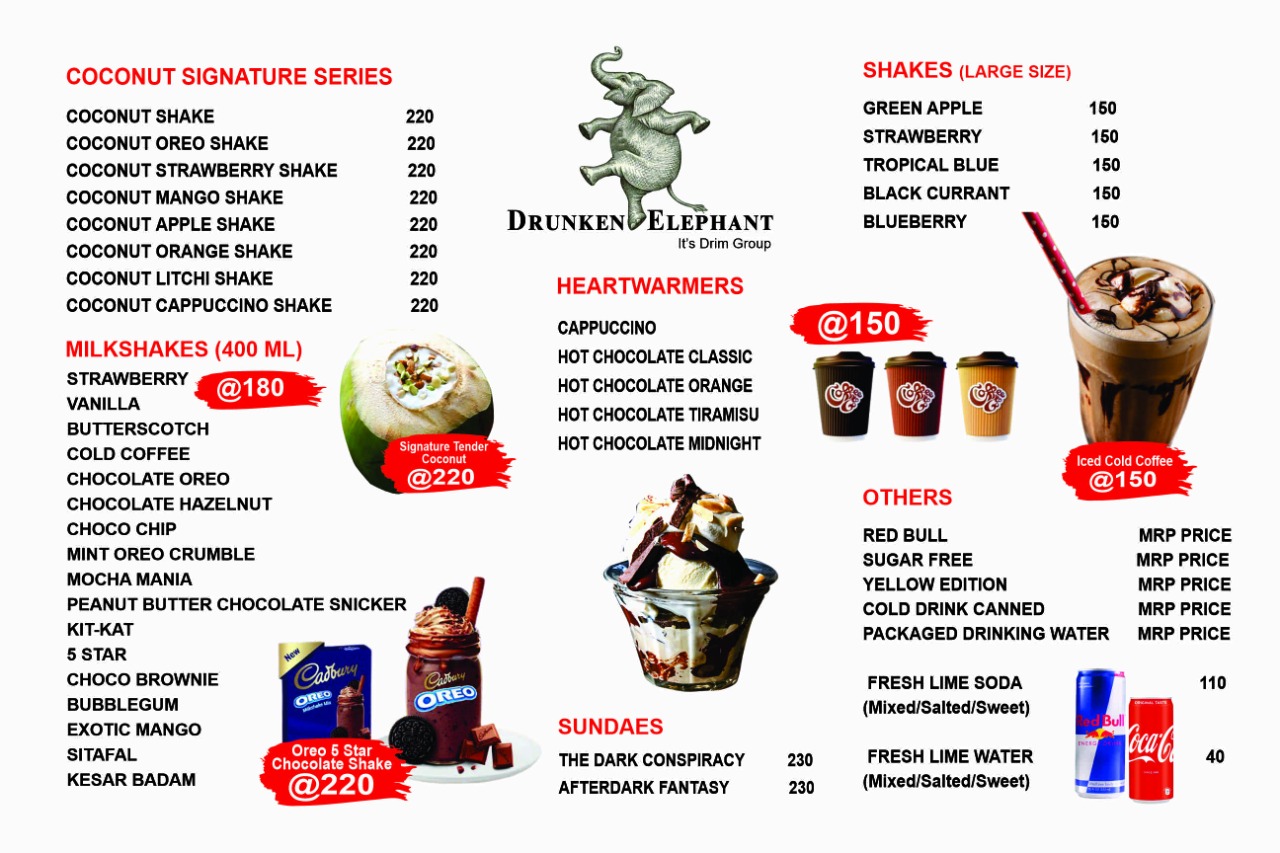 COCONUT SIGNATURE SERIES
COCONUT SHAKE 220
COCONUT OREO SHAKE 220
COCONUT STRAWBERRY SHAKE 220
COCONUT MANGO SHAKE 220
COCONUT APPLE SHAKE 220
COCONUT ORANGE SHAKE 220
COCONUT LITCHI SHAKE 220
COCONUT CAPPUCCINO SHAKE 220
MILKSHAKES (400 ML)
@180
STRAWBERRY
VANILLA
BUTTERSCOTCH
COLD COFFEE
CHOCOLATE OREO
CHOCOLATE HAZELNUT
CHOCO CHIP
MINT OREO CRUMBLE
MOCHA MANIA
PEANUT BUTTER CHOCOLATE SNICKER
KIT-KAT
5 STAR
CHOCO BROWNIE
BUBBLEGUM
EXOTIC MANGO
SITAFAL
KESAR BADAM
Signature Tender
Coconut
@220
New
Cadbury
OREO
Milkshake Mix
Cadbury
OREO
Oreo 5 Star
Chocolate Shake
@220
DRUNKEN ELEPHANT
It's Drim Group
HEARTWARMERS
CAPPUCCINO
HOT CHOCOLATE CLASSIC
HOT CHOCOLATE ORANGE
HOT CHOCOLATE TIRAMISU
HOT CHOCOLATE MIDNIGHT
@150
SUNDAES
THE DARK CONSPIRACY 230
AFTERDARK FANTASY 230
SHAKES (LARGE SIZE)
GREEN APPLE 150
STRAWBERRY 150
TROPICAL BLUE 150
BLACK CURRANT 150
BLUEBERRY 150
Iced Cold Coffee
@150
OTHERS
RED BULL MRP PRICE
SUGAR FREE MRP PRICE
YELLOW EDITION MRP PRICE
COLD DRINK CANNED MRP PRICE
PACKAGED DRINKING WATER MRP PRICE
FRESH LIME SODA 110
(Mixed/Salted/Sweet)
FRESH LIME WATER 40
(Mixed/Salted/Sweet)
Red Bull
ORIGINAL TASTE
Coca-C